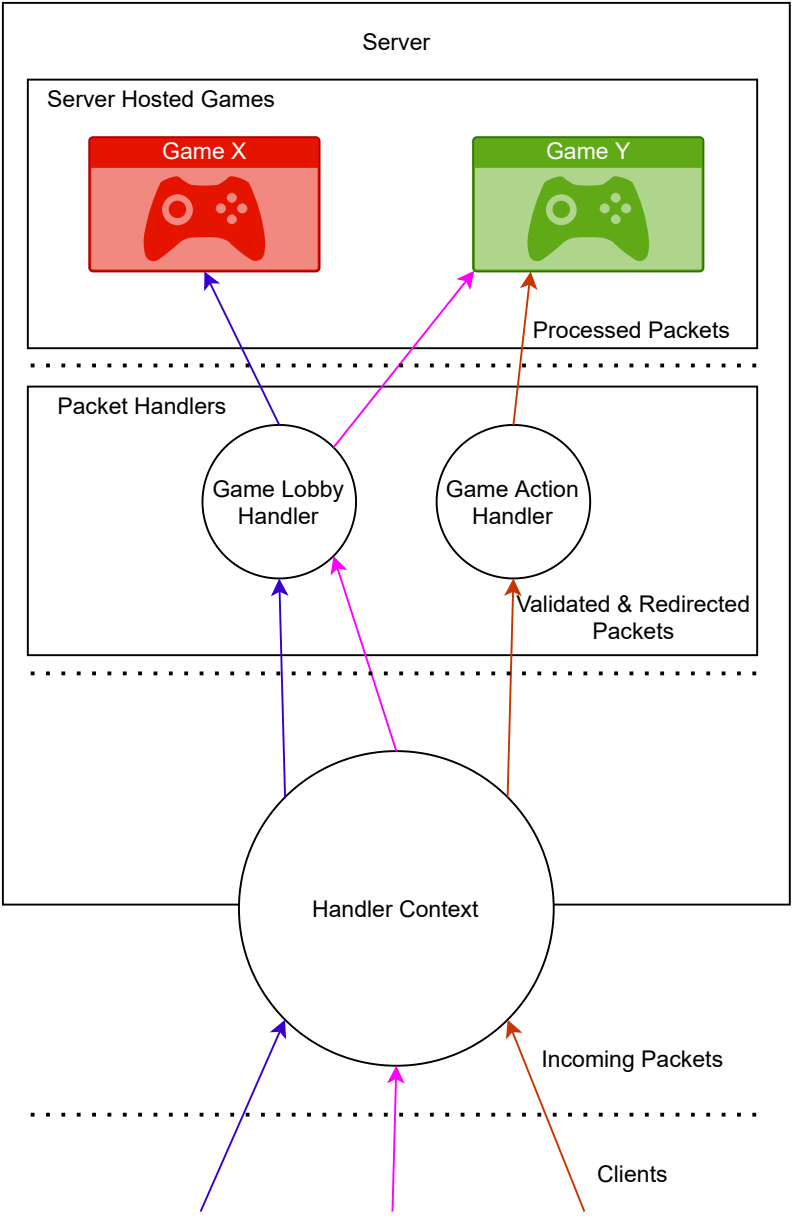 Server
Server Hosted Games
Game X
Game Y
Processed Packets
Packet Handlers
Game Lobby
Handler
Game Action
Handler
Validated & Redirected
Packets
Handler Context
Incoming Packets
Clients